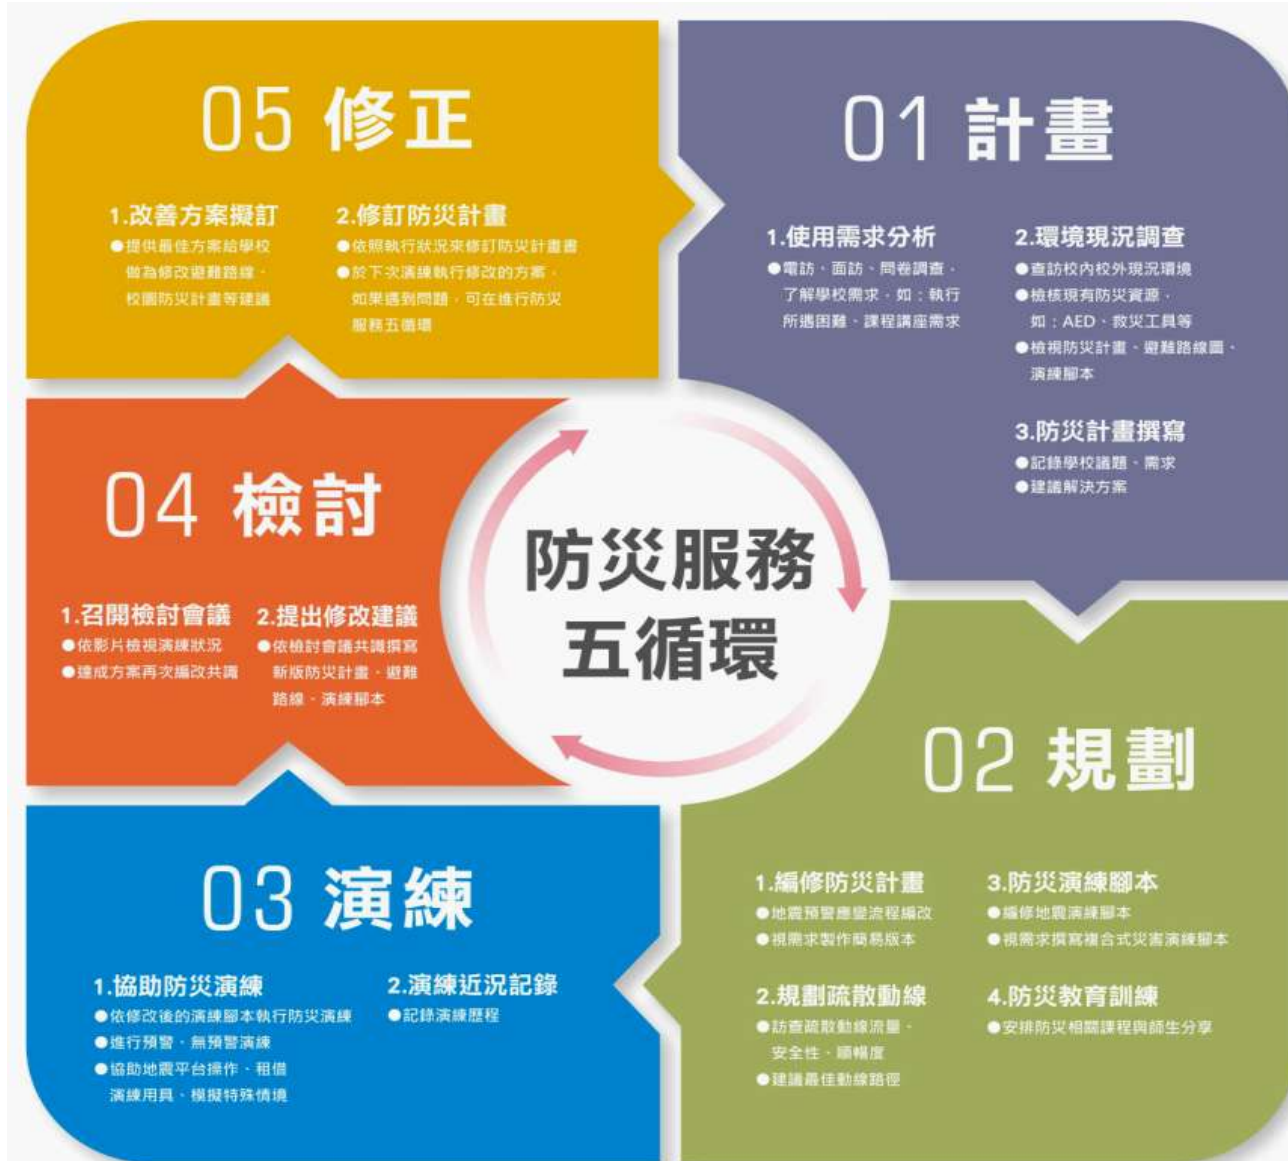 防災服務
五循環
01 計畫
1.使用需求分析
●電訪、面訪、問卷調查，
了解學校需求，如：執行
所遇困難、課程講座需求
2.環境現況調查
●查訪校內校外現況環境
●檢核現有防災資源，
如：AED、救災工具等
●檢視防災計畫、避難路線圖、
演練腳本
3.防災計畫撰寫
●記錄學校議題、需求
●建議解決方案
02 規劃
1.編修防災計畫
●地震預警應變流程編改
●視需求製作簡易版本
2.規劃疏散動線
●訪查疏散動線流量、
安全性、順暢度
●建議最佳動線路徑
3.防災演練腳本
●編修地震演練腳本
●視需求撰寫複合式災害演練腳本
4.防災教育訓練
●安排防災相關課程與師生分享
03 演練
1.協助防災演練
●依修改後的演練腳本執行防災演練
●進行預警、無預警演練
●協助地震平台操作、租借
演練用具、模擬特殊情境
2.演練近況記錄
●記錄演練歷程
04 檢討
1.召開檢討會議
●依影片檢視演練狀況
●達成方案再次編改共識
2.提出修改建議
●依檢討會議共識撰寫
新版防災計畫、避難
路線、演練腳本
05 修正
1.改善方案擬訂
●提供最佳方案給學校
做為修改避難路線、
校園防災計畫等建議
2.修訂防災計畫
●依照執行狀況來修訂防災計畫書
●於下次演練執行修改的方案，
如果遇到問題，可在進行防災
服務五循環